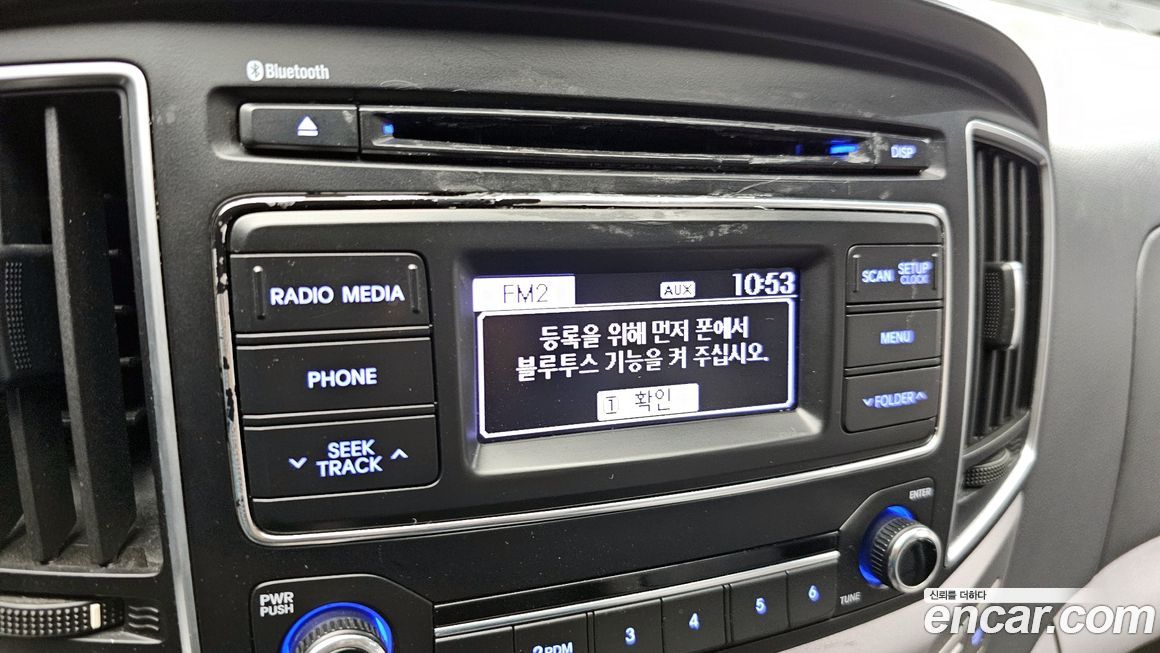 Bluetooth
DISP
RADIO MEDIA
PHONE
SEEK
TRACK
FM2
AUX
10:53
등록을 위해 먼저 폰에서
블루투스 기능을 켜 주십시오.
1 확인
SCAN
SETUP
CLOCK
MENU
FOLDER
ENTER
TUNE
PWR
PUSH
2 RDM
3
4
5
6
신뢰를 더하다
encar.com